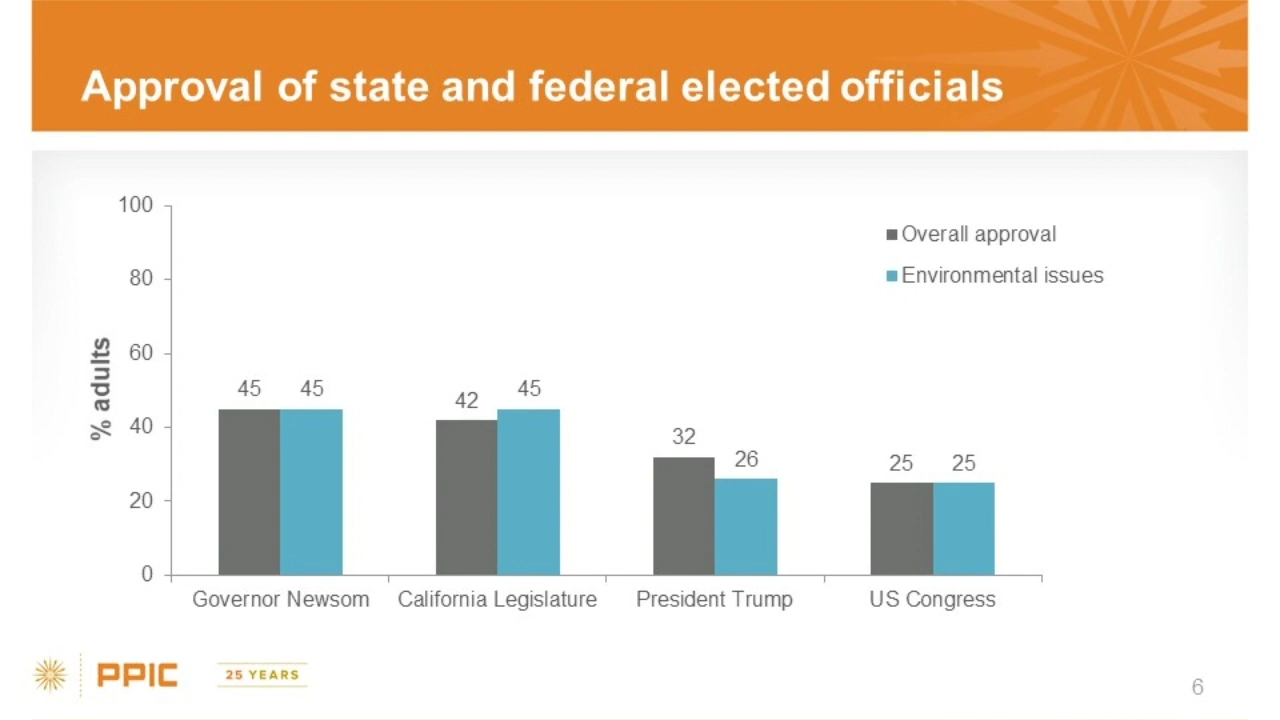 Approval of state and federal elected officials
100
80
60
40
20
0
% adults
Overall approval
Environmental issues
45 45
42 45
32 26
25 25
Governor Newsom California Legislature President Trump US Congress
PPIC 25 YEARS
6